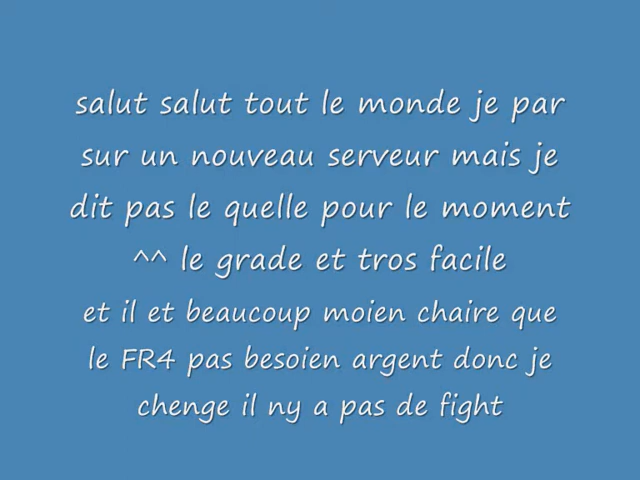 salut salut tout le monde je par
sur un nouveau serveur mais je
dit pas le quelle pour le moment
^^ le grade et tros facile
et il et beaucoup moien chaire que
le FR4 pas besoien argent donc je
chenge il ny a pas de fight